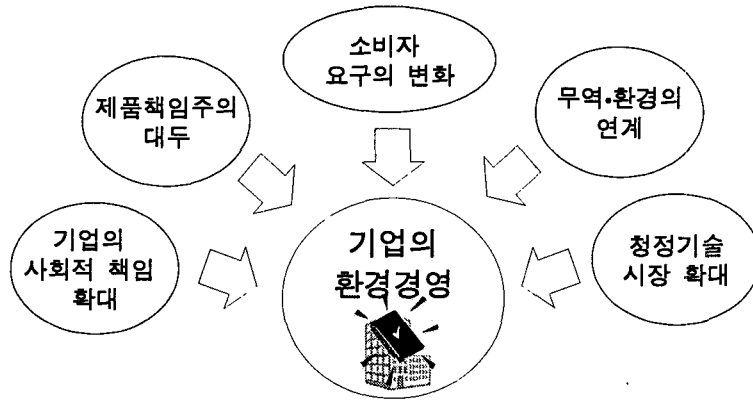 소비자
요구의 변화
제품책임주의
대두
무역•환경의
연계
기업의
사회적 책임
확대
기업의
환경경영
청정기술
시장 확대